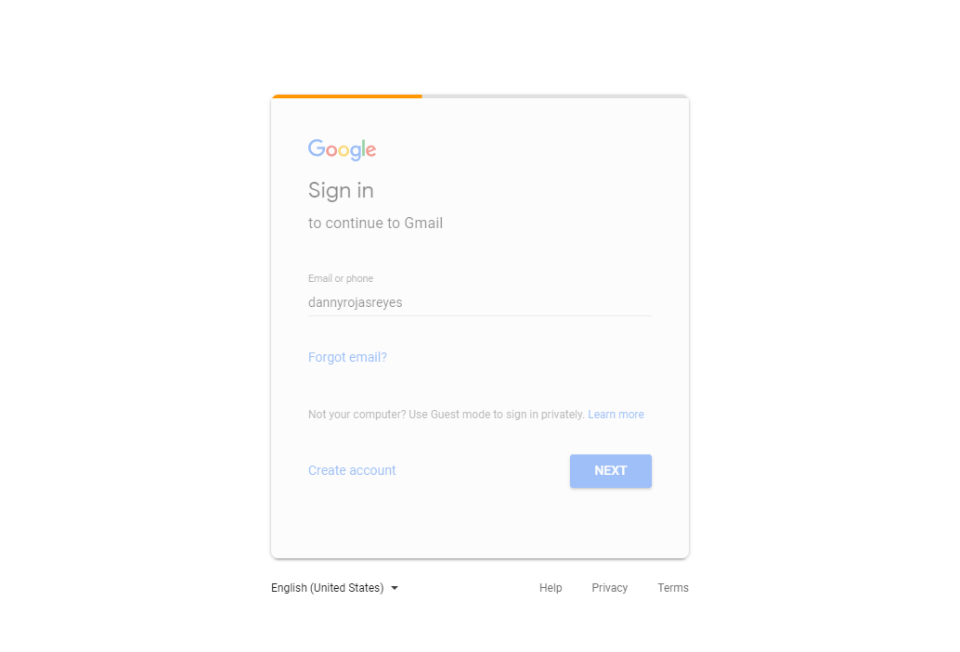 Google
Sign in
to continue to Gmail
Email or phone
dannyrojasreyes
Forgot email?
Not your computer? Use Guest mode to sign in privately. Learn more
Create account NEXT
English (United States) Help Privacy Terms